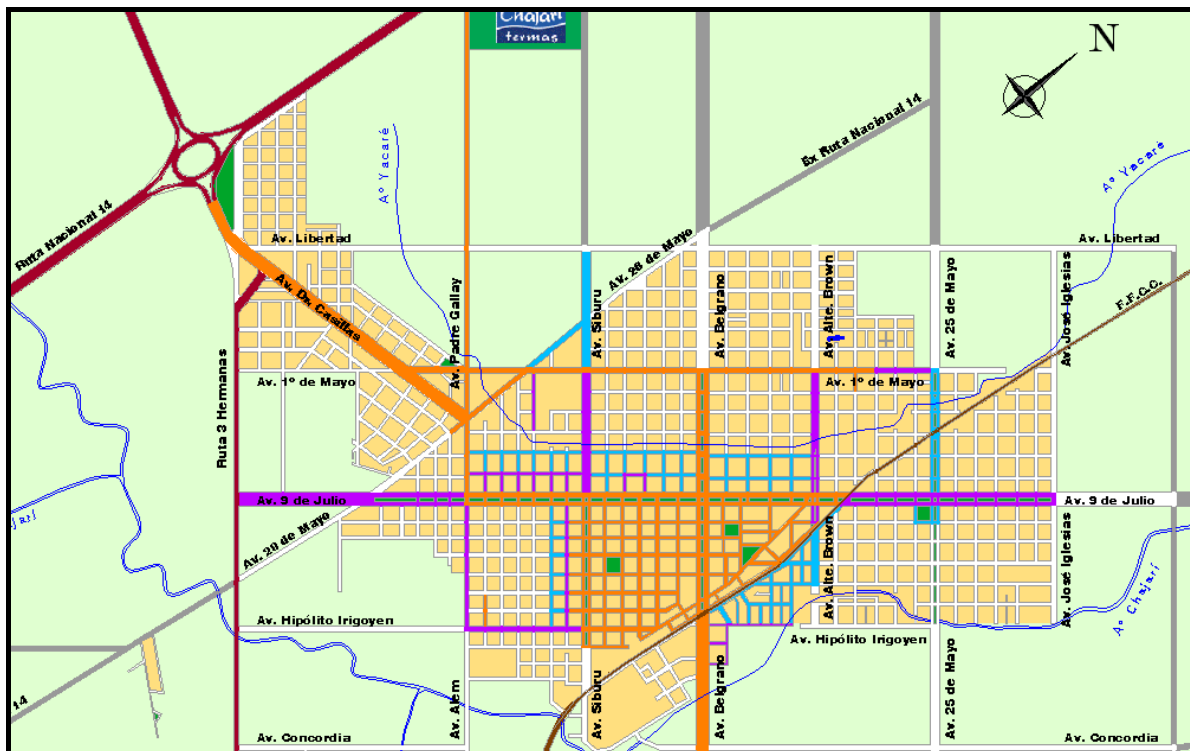 Chajarí
termas
N
Aº Yacaré
Ex Ruta Nacional 14
Aº Yacaré
Ruta Nacional 14
Av. Libertad
Av. 28 de Mayo
Av. Libertad
Av. Dr. Casillas
Av. Padre Gallay
Av. Siburu
Av. Belgrano
Av. Alte. Brown
Av. 25 de Mayo
Av. José Iglesias
F.F.C.C.
Ruta 3 Hermanas
Av. 1º de Mayo
Av. 1º de Mayo
Av. 9 de Julio
Av. 9 de Julio
Av. 20 de Mayo
Av. Alte. Brown
Av. José Iglesias
Aº Chajarí
Av. Hipólito Irigoyen
Av. Hipólito Irigoyen
14
Av. Alem
Av. Siburu
Av. Belgrano
Av. 25 de Mayo
Av. Concordia
Av. Concordia